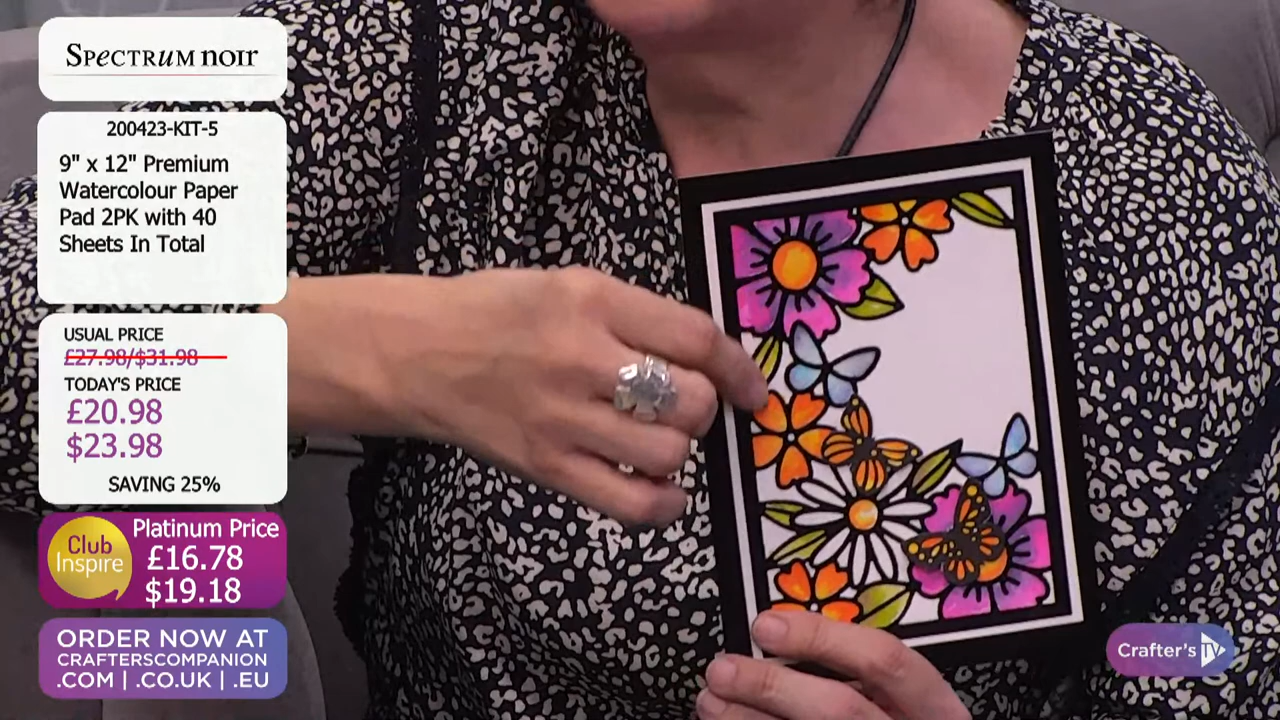 Spectrum noir
200423-KIT-5
9" x 12" Premium
Watercolour Paper
Pad 2PK with 40
Sheets In Total
USUAL PRICE
£27.98/$31.98
TODAY'S PRICE
£20.98
$23.98
SAVING 25%
Club
Inspire
Platinum Price
£16.78
$19.18
ORDER NOW AT
CRAFTERSCOMPANION
.COM | .CO.UK | .EU
Crafter's TV